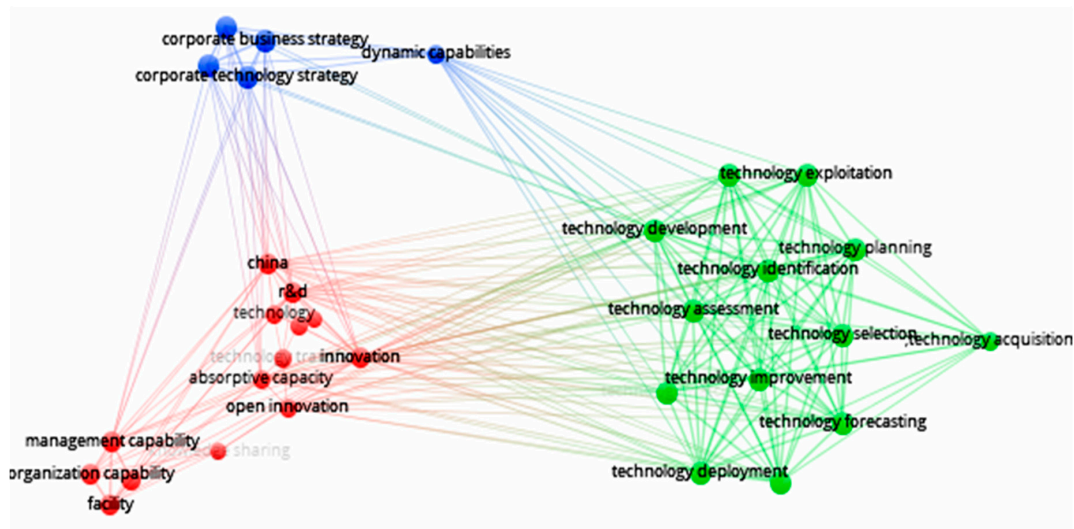 corporate business strategy
dynamic capabilities
corporate technology strategy
technology exploitation
technology development
technology planning
china
technology identification
r&d
technology assessment
technology
technology selection
technology acquisition
innovation
absorptive capacity
technology improvement
open innovation
technology forecasting
management capability
sharing
organization capability
technology deployment
facility